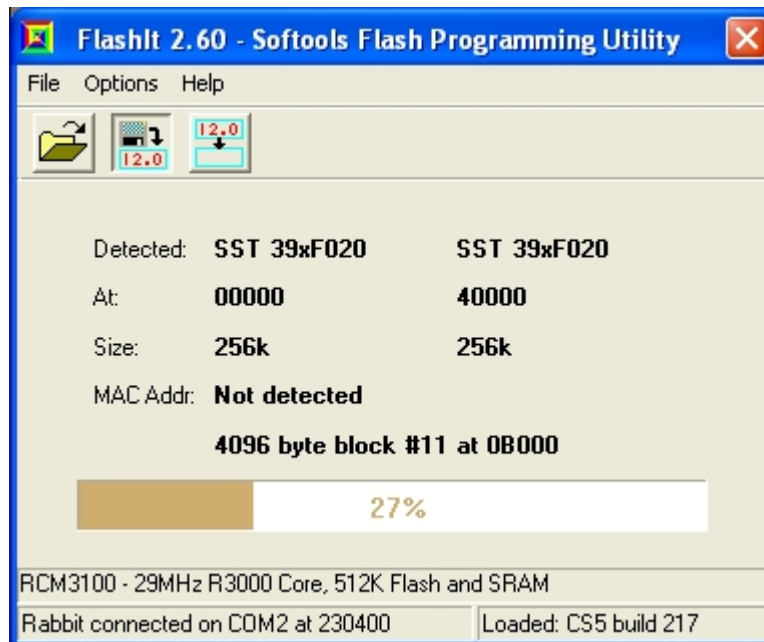 FlashIt 2.60 - Softools Flash Programming Utility
File Options Help
12.0
12.0
Detected: SST 39xF020 SST 39xF020
At: 00000 40000
Size: 256k 256k
MAC Addr: Not detected
4096 byte block #11 at 0B000
27%
RCM3100 - 29MHz R3000 Core, 512K Flash and SRAM
Rabbit connected on COM2 at 230400 Loaded: CS5 build 217